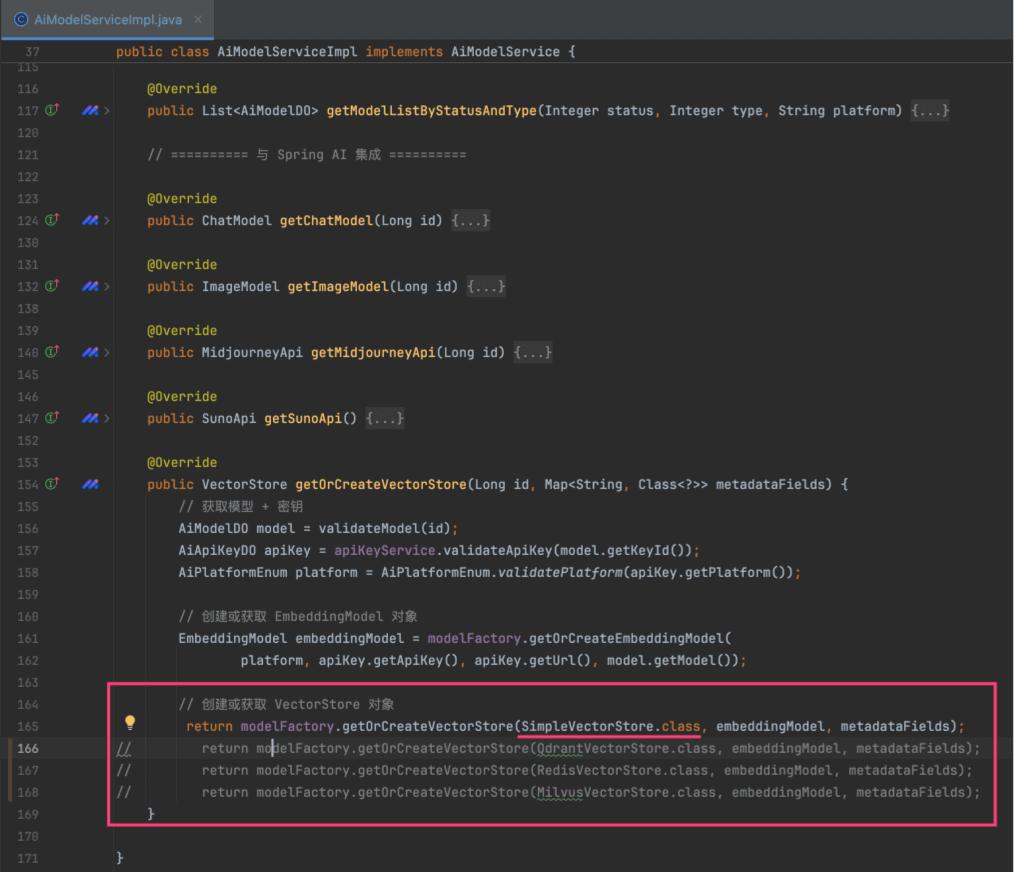 AiModelServiceImpl.java ×
37 public class AiModelServiceImpl implements AiModelService {
115
116 @Override
117 public List<AiModelDO> getModelListByStatusAndType(Integer status, Integer type, String platform) {...}
120
121 // ========== 与 Spring AI 集成 ==========
122
123 @Override
124 public ChatModel getChatModel(Long id) {...}
130
131 @Override
132 public ImageModel getImageModel(Long id) {...}
138
139 @Override
140 public MidjourneyApi getMidjourneyApi(Long id) {...}
145
146 @Override
147 public SunoApi getSunoApi() {...}
152
153 @Override
154 public VectorStore getOrCreateVectorStore(Long id, Map<String, Class<?>> metadataFields) {
155 // 获取模型 + 密钥
156 AiModelDO model = validateModel(id);
157 AiApiKeyDO apiKey = apiKeyService.validateApiKey(model.getKeyId());
158 AiPlatformEnum platform = AiPlatformEnum.validatePlatform(apiKey.getPlatform());
159
160 // 创建或获取 EmbeddingModel 对象
161 EmbeddingModel embeddingModel = modelFactory.getOrCreateEmbeddingModel(
162 platform, apiKey.getApiKey(), apiKey.getUrl(), model.getModel());
163
164 // 创建或获取 VectorStore 对象
165 return modelFactory.getOrCreateVectorStore(SimpleVectorStore.class, embeddingModel, metadataFields);
166 // return modelFactory.getOrCreateVectorStore(QdrantVectorStore.class, embeddingModel, metadataFields);
167 // return modelFactory.getOrCreateVectorStore(RedisVectorStore.class, embeddingModel, metadataFields);
168 // return modelFactory.getOrCreateVectorStore(MilvusVectorStore.class, embeddingModel, metadataFields);
169 }
170
171 }